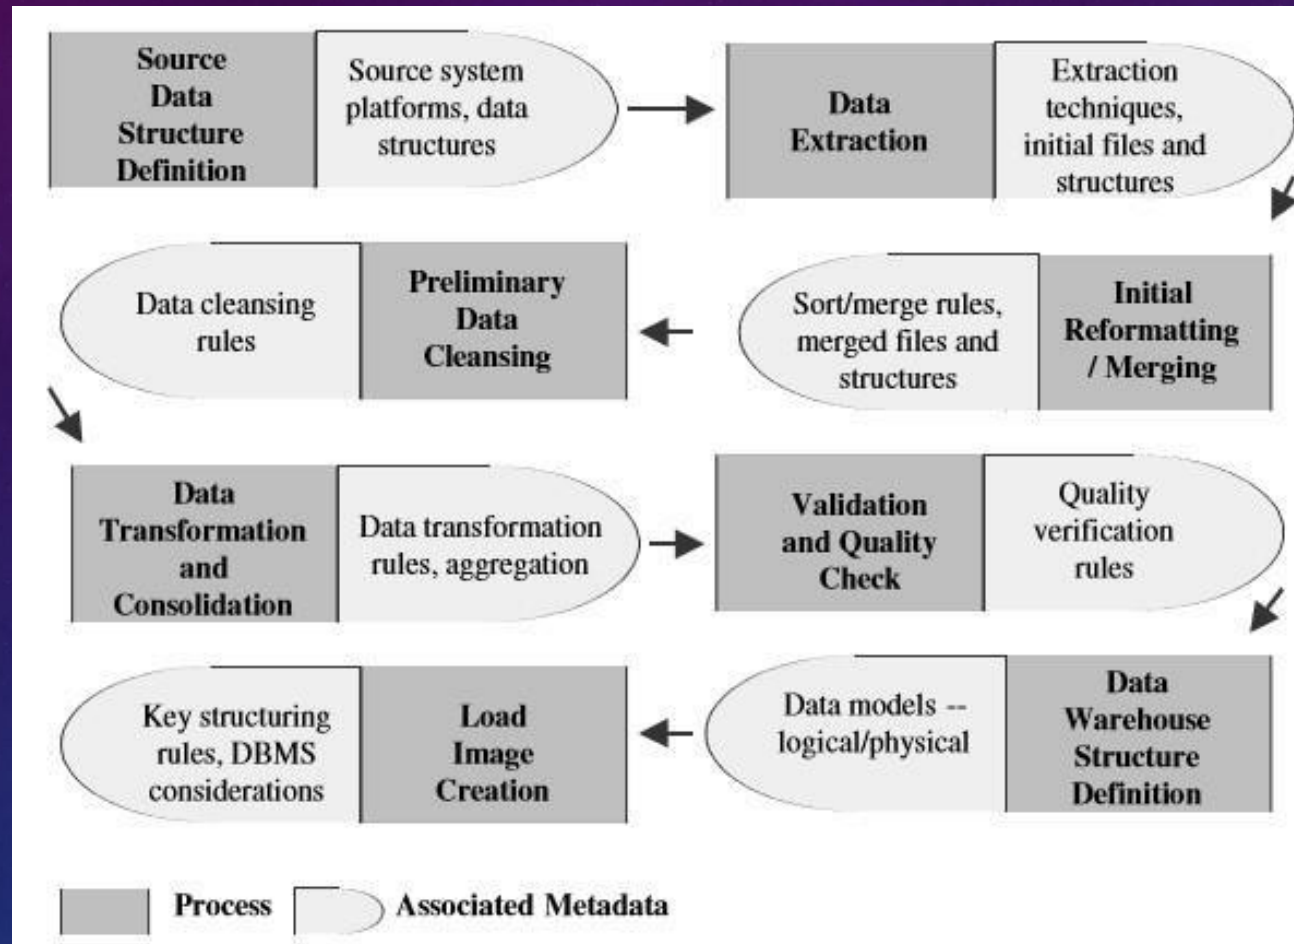 Source
Data
Structure
Definition
Source system
platforms, data
structures
Data
Extraction
Extraction
techniques,
initial files and
structures
Data cleansing
rules
Preliminary
Data
Cleansing
Sort/merge rules,
merged files and
structures
Initial
Reformatting
/ Merging
Data
Transformation
and
Consolidation
Data transformation
rules, aggregation
Validation
and Quality
Check
Quality
verification
rules
Key structuring
rules, DBMS
considerations
Load
Image
Creation
Data models --
logical/physical
Data
Warehouse
Structure
Definition
Process
Associated Metadata